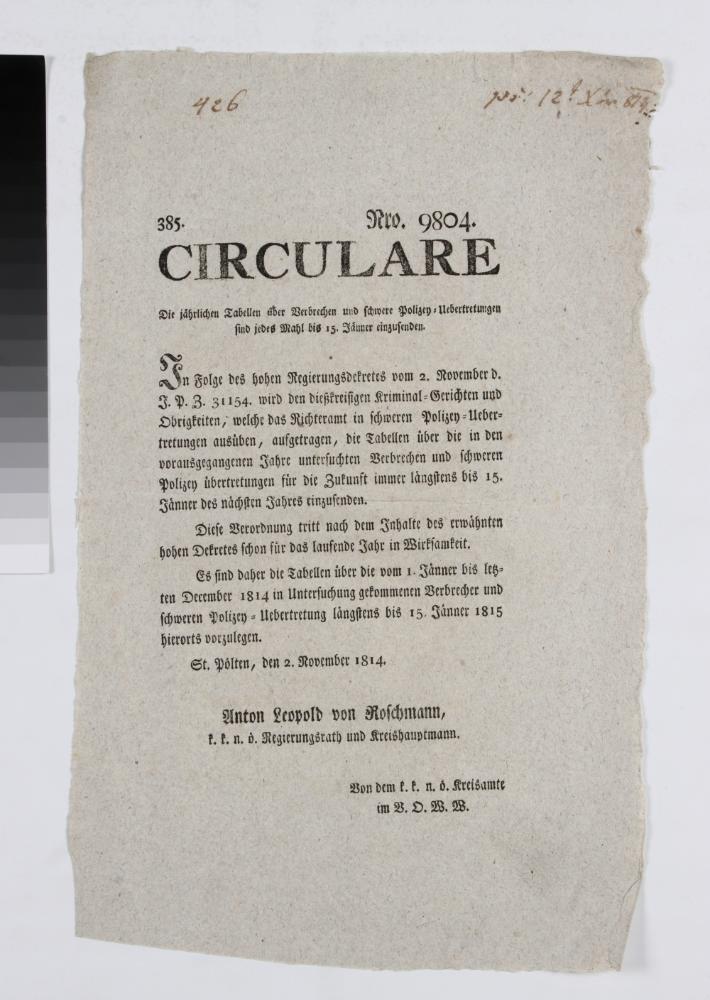 426
385. Nro. 9804.
CIRCULARE
Die jährlichen Tabellen über Verbrechen und schwere Polizey-Uebertretungen
sind jedes Mahl bis 15. Jänner einzusenden.
In Folge des hohen Regierungsdekretes vom 2. November d.
J. P. Z. 31154. wird den dießkreisigen Kriminal-Gerichten und
Obrigkeiten, welche das Richteramt in schweren Polizey-Ueber-
tretungen ausüben, aufgetragen, die Tabellen über die in den
vorausgegangenen Jahre untersuchten Verbrechen und schweren
Polizey übertretungen für die Zukunft immer längstens bis 15.
Jänner des nächsten Jahres einzusenden.
Diese Verordnung tritt nach dem Inhalte des erwähnten
hohen Dekretes schon für das laufende Jahr in Wirksamkeit.
Es sind daher die Tabellen über die vom 1. Jänner bis letz-
ten December 1814 in Untersuchung gekommenen Verbrecher und
schweren Polizey-Uebertretung längstens bis 15. Jänner 1815
hierorts vorzulegen.
St. Pölten, den 2. November 1814.
Anton Leopold von Roschmann,
k. k. n. ö. Regierungsrath und Kreishauptmann.
Von dem k. k. n. ö. Kreisamte
im V. O. W. W.